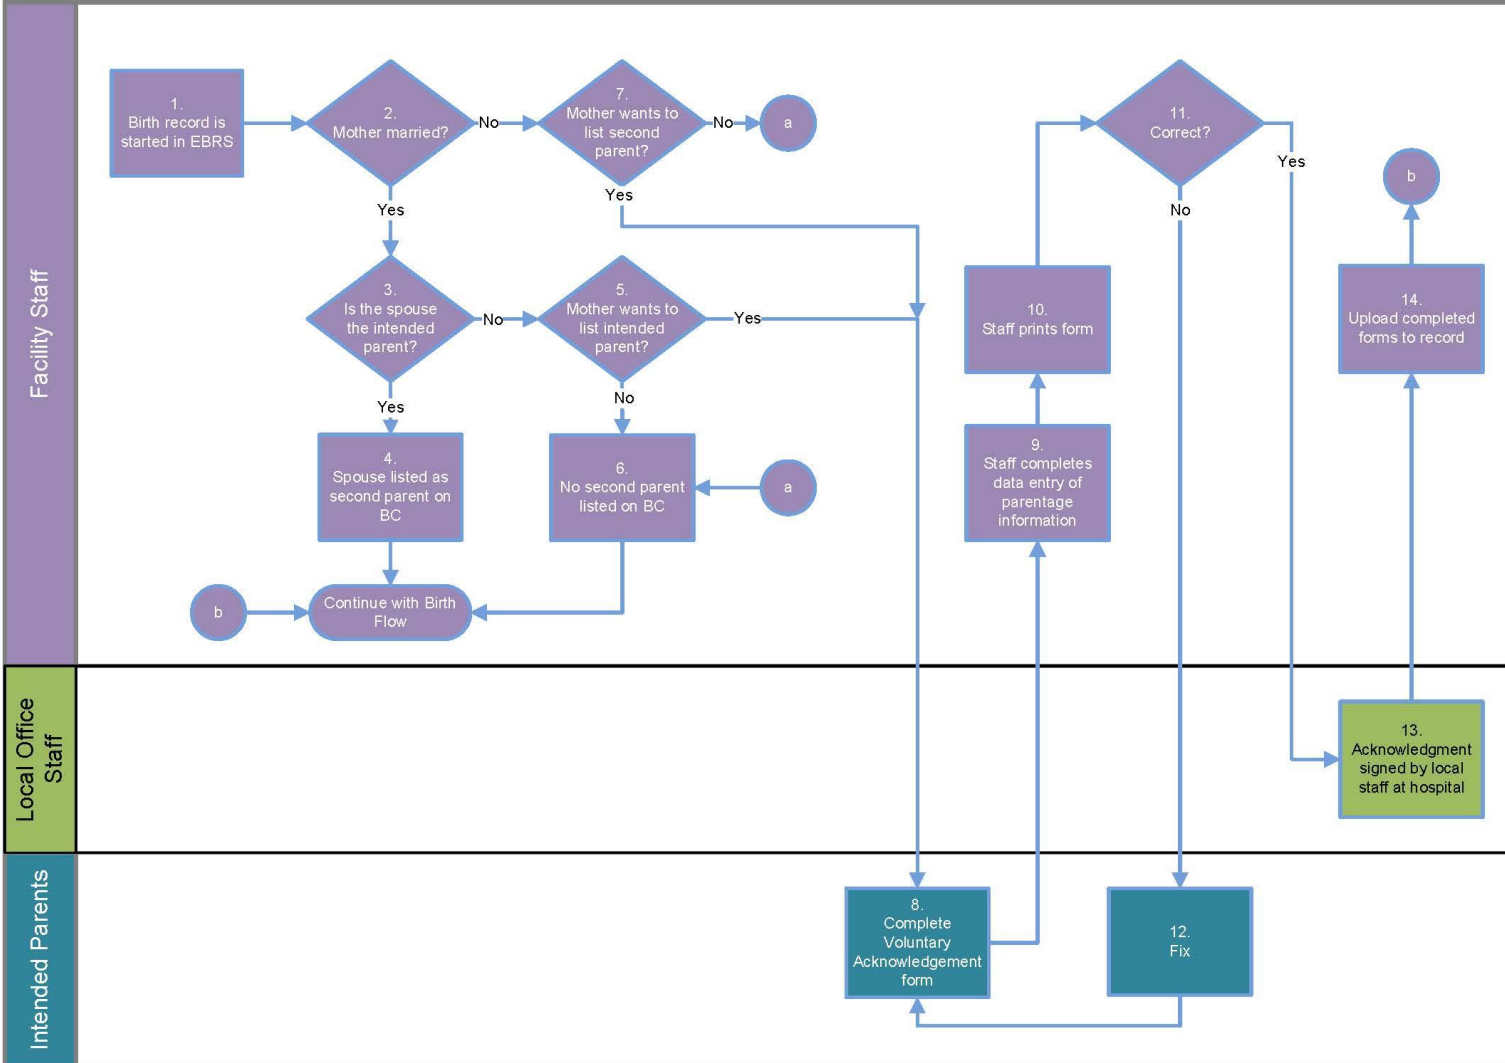 Facility Staff
1.
Birth record is
started in EBRS
2.
Mother married?
No
7.
Mother wants to
list second
parent?
No
a
Yes
Yes
3.
Is the spouse
the intended
parent?
No
5.
Mother wants to
list intended
parent?
Yes
Yes
No
4.
Spouse listed as
second parent on
BC
6.
No second parent
listed on BC
a
b
Continue with Birth
Flow
11.
Correct?
Yes
No
b
10.
Staff prints form
14.
Upload completed
forms to record
9.
Staff completes
data entry of
parentage
information
Local Office
Staff
13.
Acknowledgment
signed by local
staff at hospital
Intended Parents
8.
Complete
Voluntary
Acknowledgement
form
12.
Fix